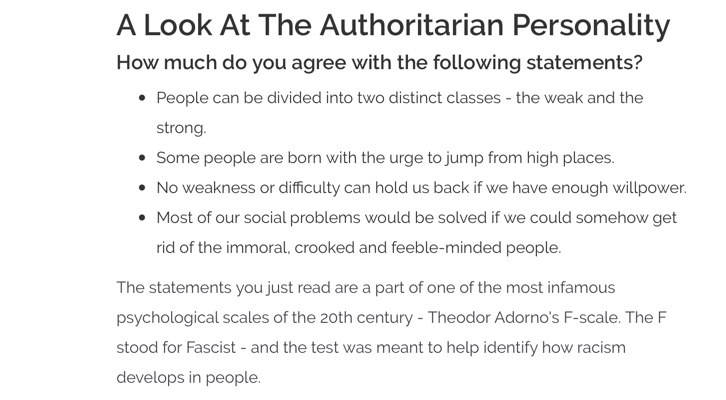 A Look At The Authoritarian Personality
How much do you agree with the following statements?
• People can be divided into two distinct classes - the weak and the
strong.
• Some people are born with the urge to jump from high places.
• No weakness or difficulty can hold us back if we have enough willpower.
• Most of our social problems would be solved if we could somehow get
rid of the immoral, crooked and feeble-minded people.
The statements you just read are a part of one of the most infamous
psychological scales of the 20th century - Theodor Adorno's F-scale. The F
stood for Fascist - and the test was meant to help identify how racism
develops in people.